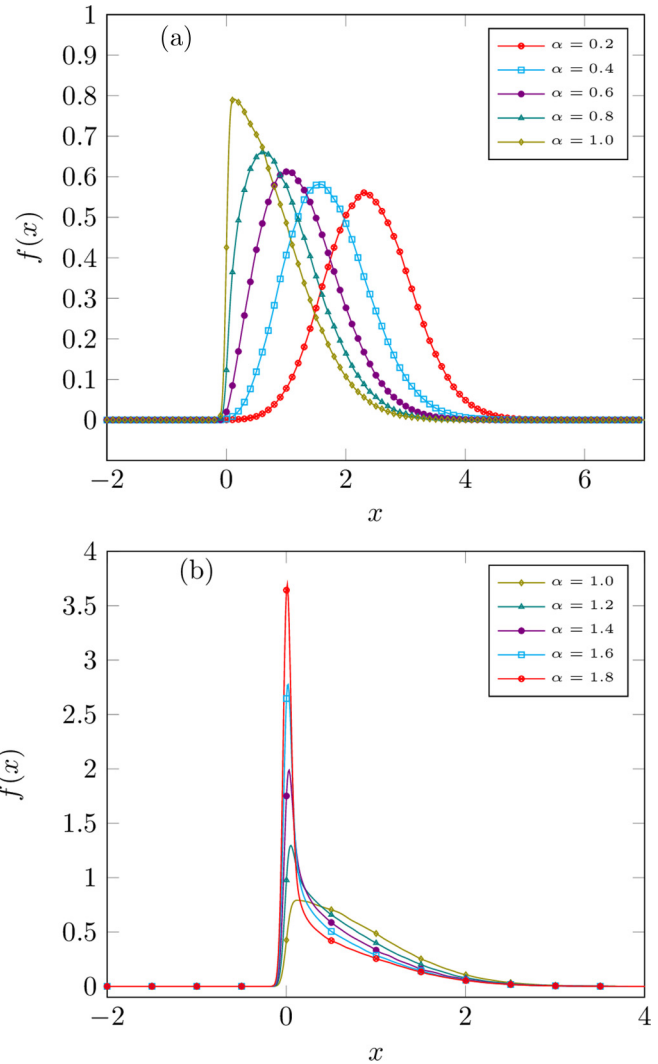 (a)
1
0.9
0.8
0.7
0.6
0.5
0.4
0.3
0.2
0.1
0
f(x)
α = 0.2
α = 0.4
α = 0.6
α = 0.8
α = 1.0
−2 0 2 4 6
x
(b)
4
3.5
3
2.5
2
1.5
1
0.5
0
f(x)
α = 1.0
α = 1.2
α = 1.4
α = 1.6
α = 1.8
−2 0 2 4
x